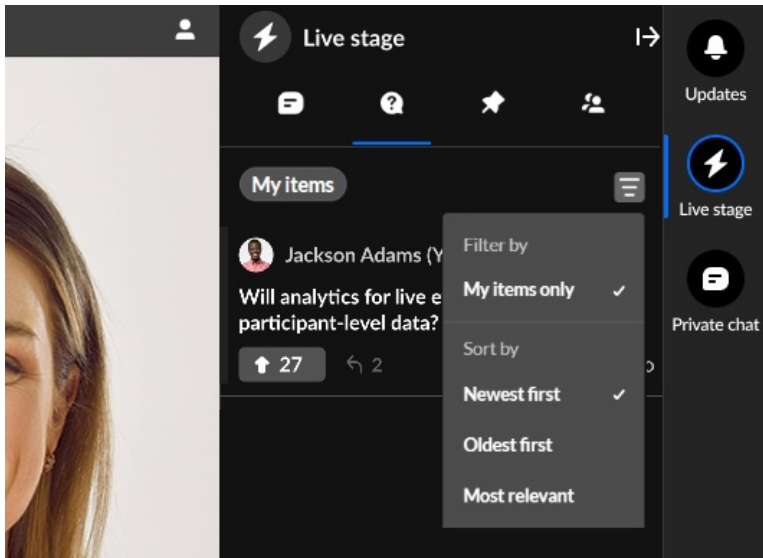 Live stage
My items
Jackson Adams (Y
Will analytics for live e
participant-level data?
27
2
Filter by
My items only
Sort by
Newest first
Oldest first
Most relevant
Updates
Live stage
Private chat